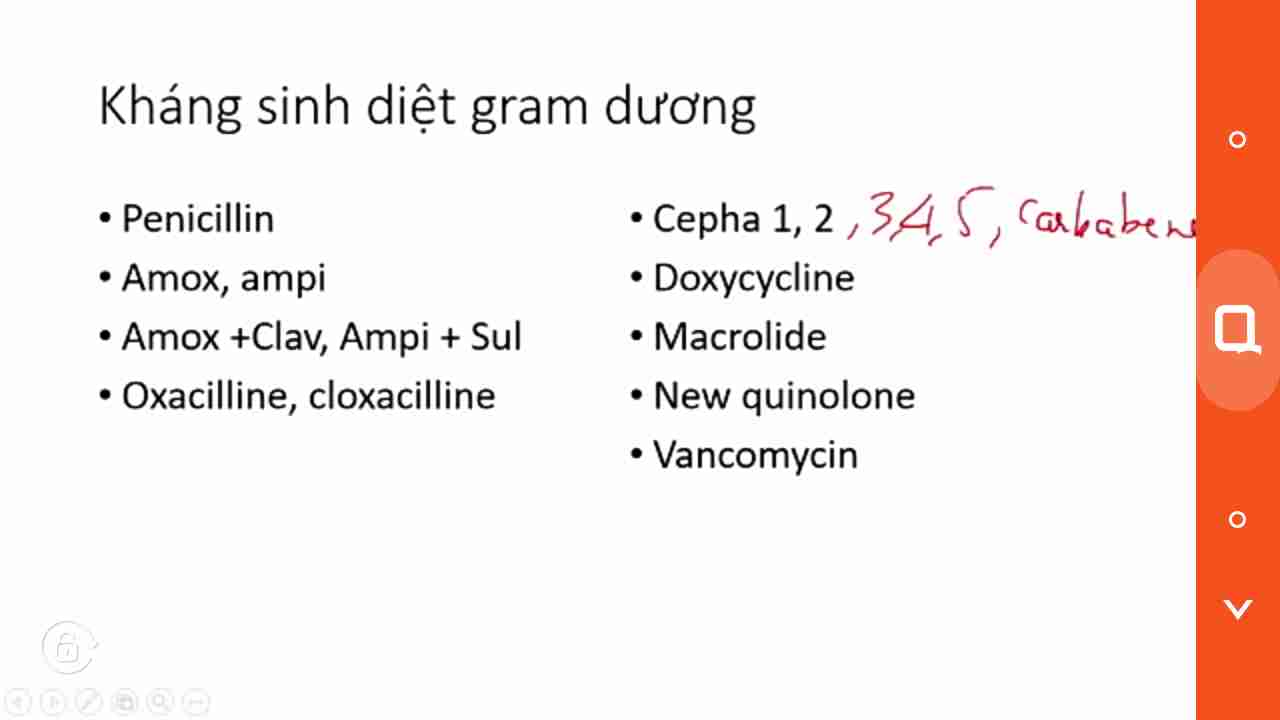 Kháng sinh diệt gram dương
• Penicillin
• Amox, ampi
• Amox +Clav, Ampi + Sul
• Oxacilline, cloxacilline
• Cepha 1, 2 ,3,4, 5,
• Doxycycline
• Macrolide
• New quinolone
• Vancomycin